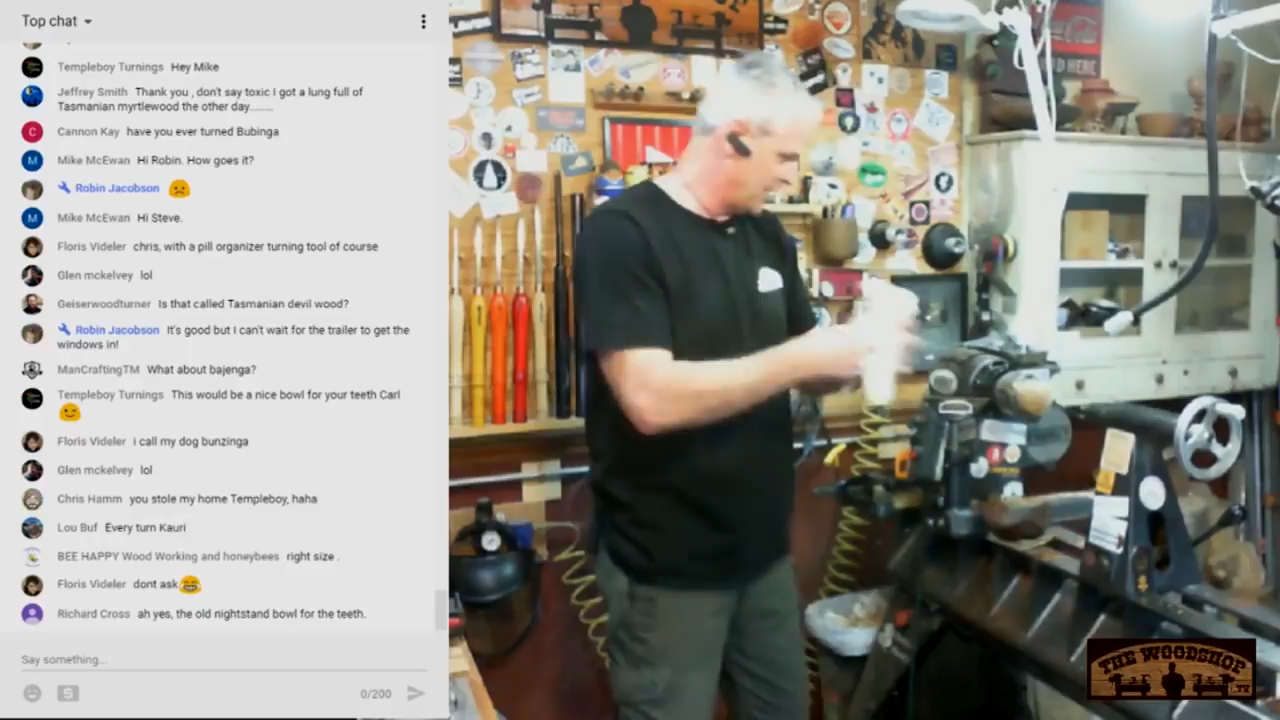 Top chat
Templeboy Turnings Hey Mike
Jeffrey Smith Thank you , don't say toxic I got a lung full of
Tasmanian myrtlewood the other day........
C Cannon Kay have you ever turned Bubinga
M Mike McEwan Hi Robin. How goes it?
Robin Jacobson
M Mike McEwan Hi Steve.
Floris Videler chris, with a pill organizer turning tool of course
Glen mckelvey lol
Geiserwoodturner Is that called Tasmanian devil wood?
Robin Jacobson It's good but I can't wait for the trailer to get the
windows in!
ManCraftingTM What about bajenga?
Templeboy Turnings This would be a nice bowl for your teeth Carl
Floris Videler i call my dog bunzinga
Glen mckelvey lol
Chris Hamm you stole my home Templeboy, haha
Lou Buf Every turn Kauri
BEE HAPPY Wood Working and honeybees right size .
Floris Videler dont ask
Richard Cross ah yes, the old nightstand bowl for the teeth.
Say something...
0/200
Coca-Cola
ND HERE
THE WOODSHOP
TV